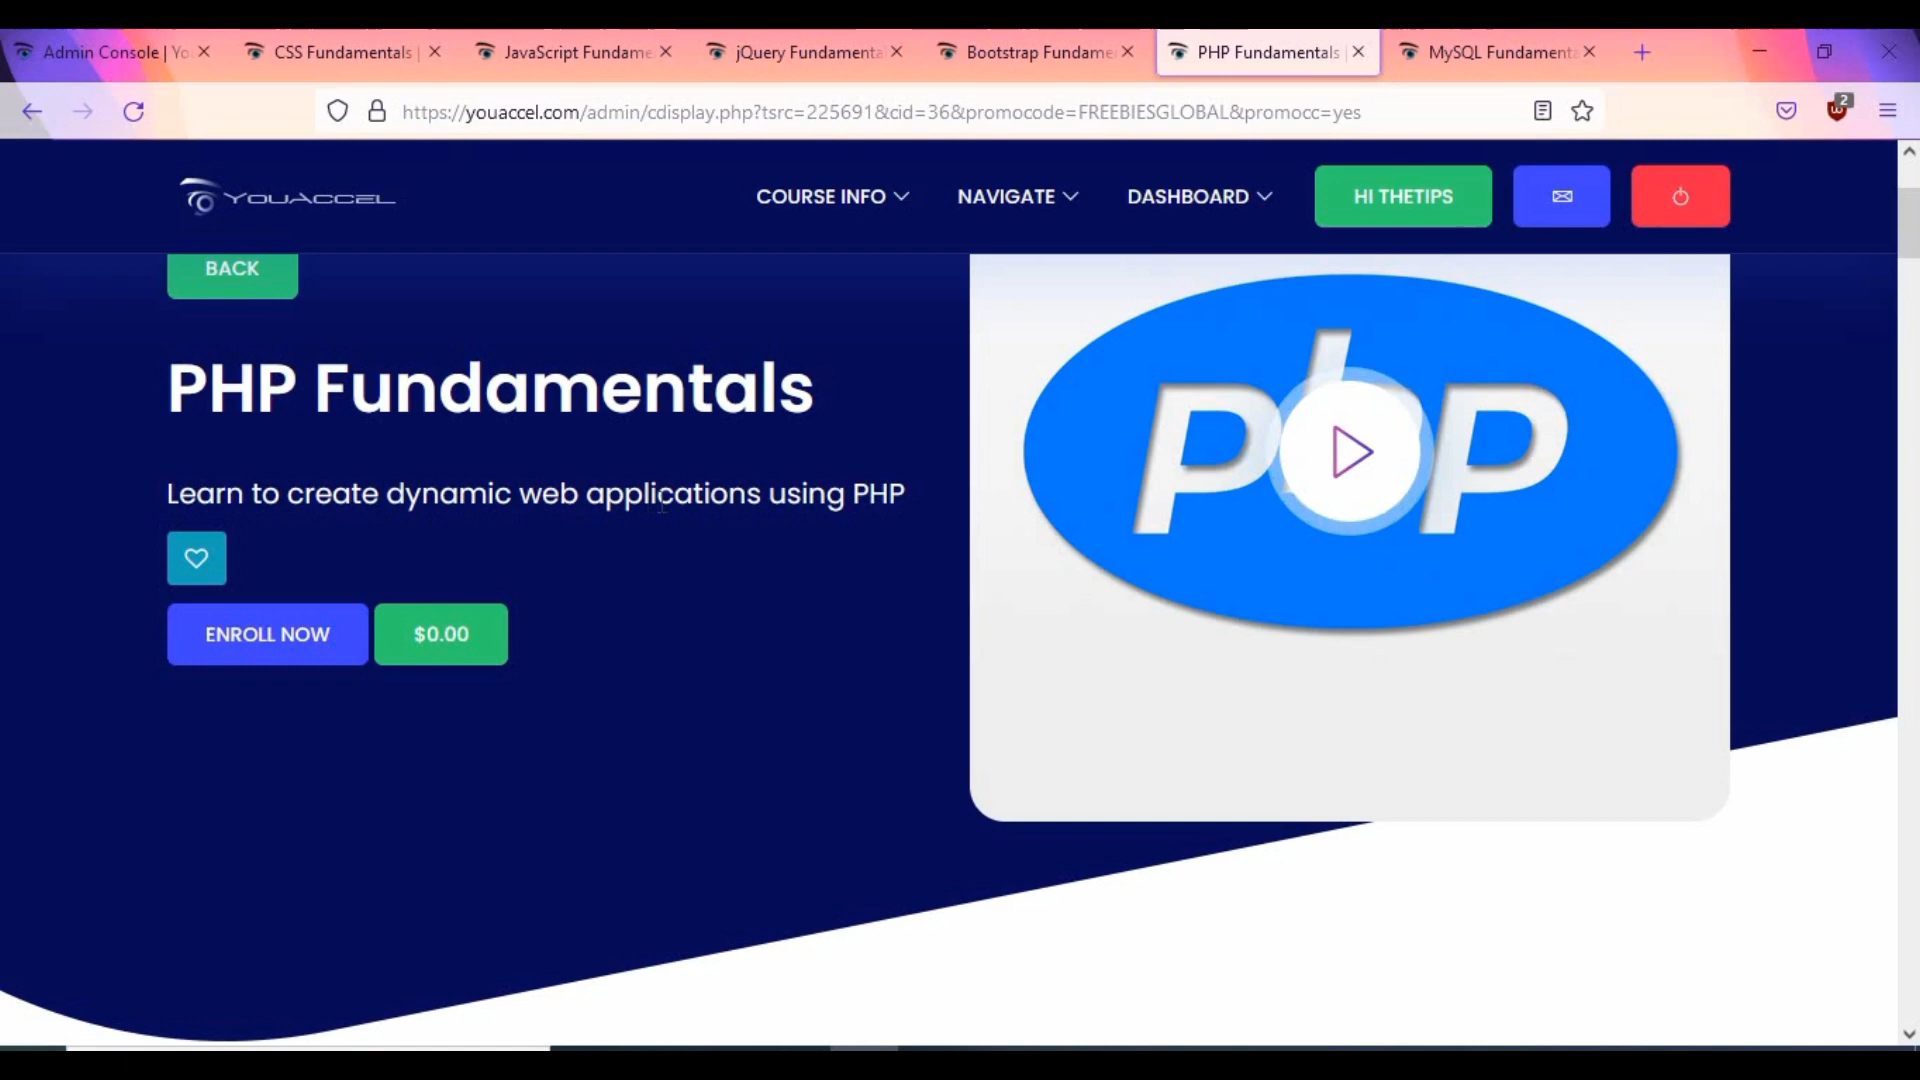 Admin Console | Yo
CSS Fundamentals |
JavaScript Fundame
jQuery Fundamenta
Bootstrap Fundame
PHP Fundamentals |
MySQL Fundamenta
https://youaccel.com/admin/cdisplay.php?tsrc=225691&cid=36&promocode=FREEBIESGLOBAL&promocc=yes
2
YOUACCEL
COURSE INFO
NAVIGATE
DASHBOARD
HI THETIPS
BACK
PHP Fundamentals
Learn to create dynamic web applications using PHP
ENROLL NOW
$0.00
PhP